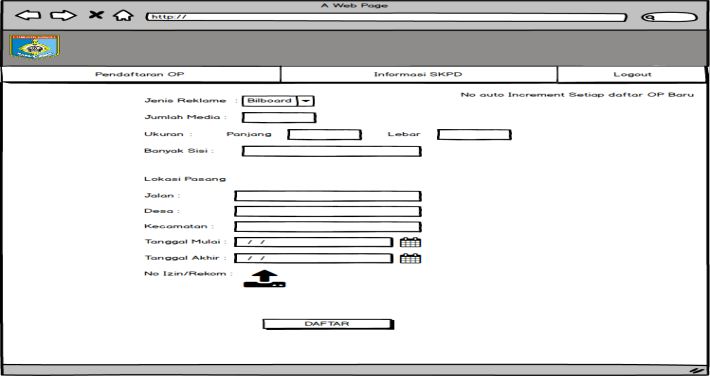 A Web Page
http://
Pendaftaran OP Informasi SKPD Logout
No auto Increment Setiap daftar OP Baru
Jenis Reklame : Bilboard
Jumlah Media :
Ukuran : Panjang Lebar
Banyak Sisi :
Lokasi Pasang
Jalan :
Desa :
Kecamatan :
Tanggal Mulai : / /
Tanggal Akhir : / /
No Izin/Rekom :
DAFTAR